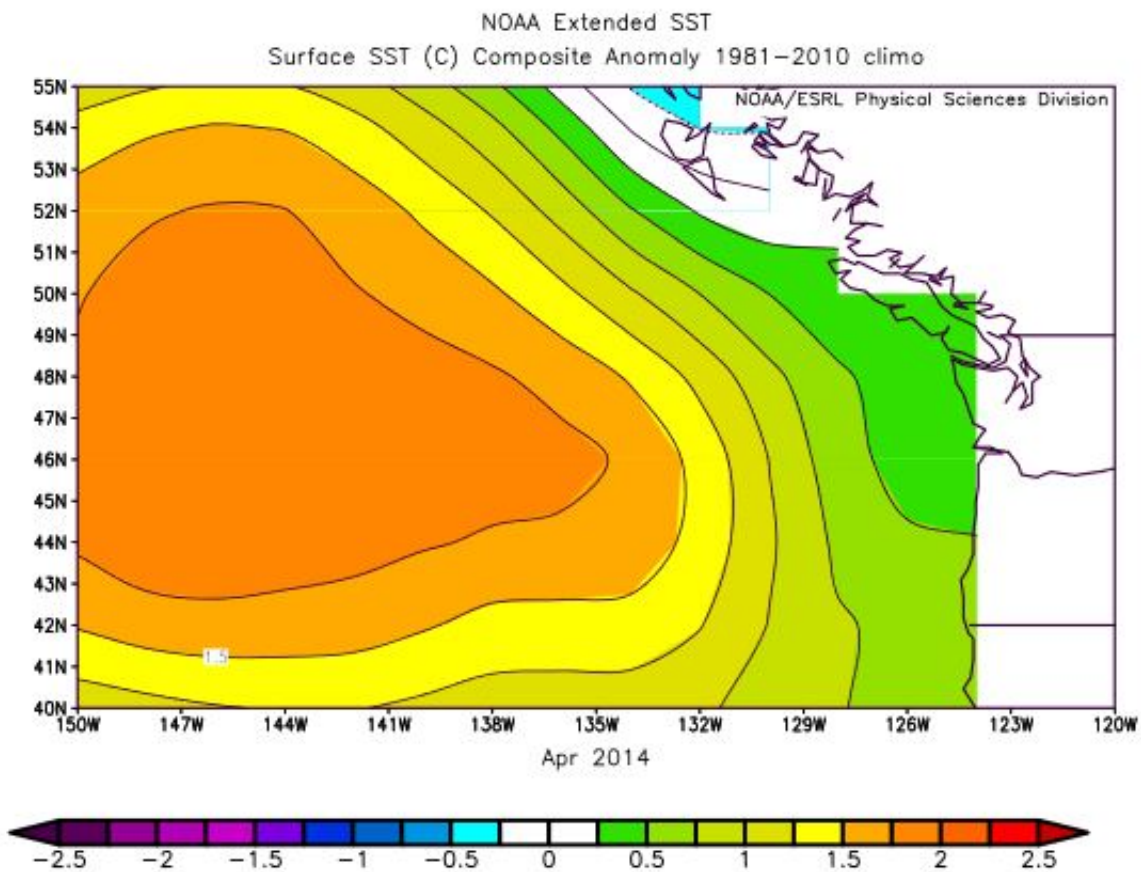 NOAA Extended SST
Surface SST (C) Composite Anomaly 1981-2010 climo
NOAA/ESRL Physical Sciences Division
55N
54N
53N
52N
51N
50N
49N
48N
47N
46N
45N
44N
43N
42N
41N
40N
1.5
150W 147W 144W 141W 138W 135W 132W 129W 126W 123W 120W
Apr 2014
-2.5 -2 -1.5 -1 -0.5 0 0.5 1 1.5 2 2.5